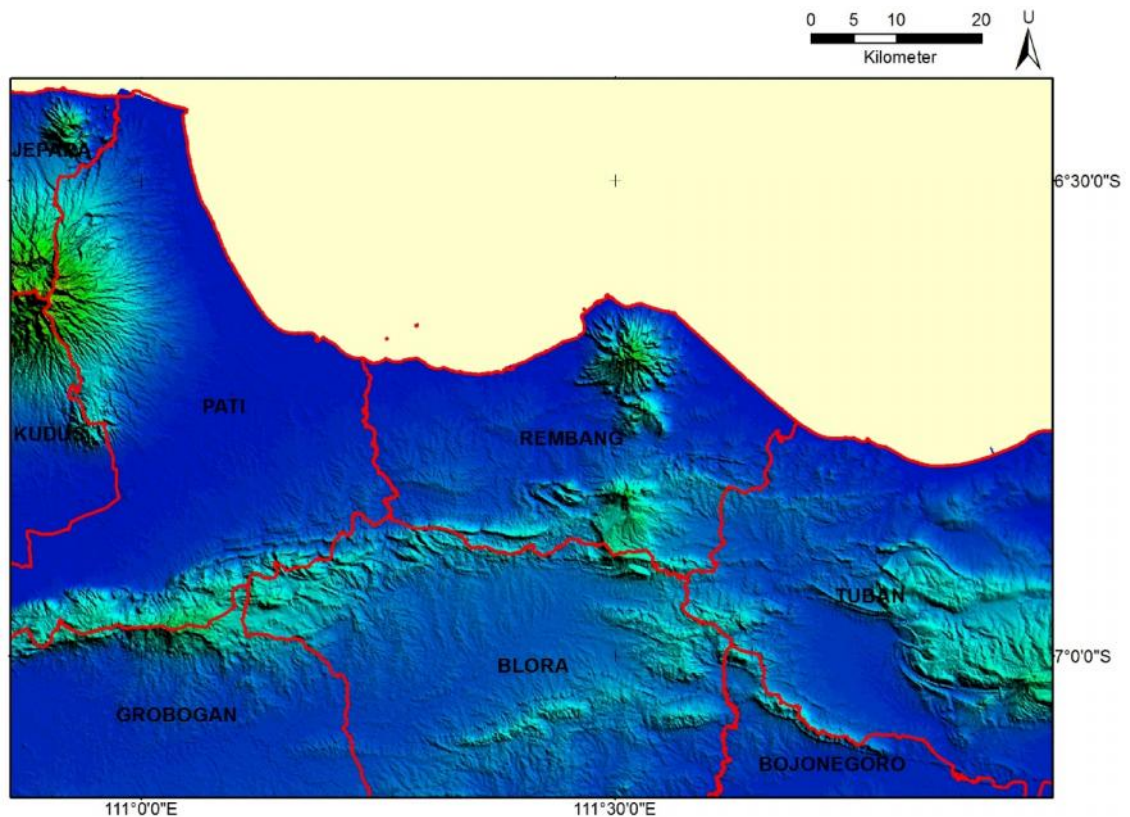 0 5 10 20
Kilometer
U
JEPARA
6°30'0"S
PATI
KUDUS
REMBANG
TUBAN
BLORA
7°0'0"S
GROBOGAN
BOJONEGORO
111°0'0"E
111°30'0"E